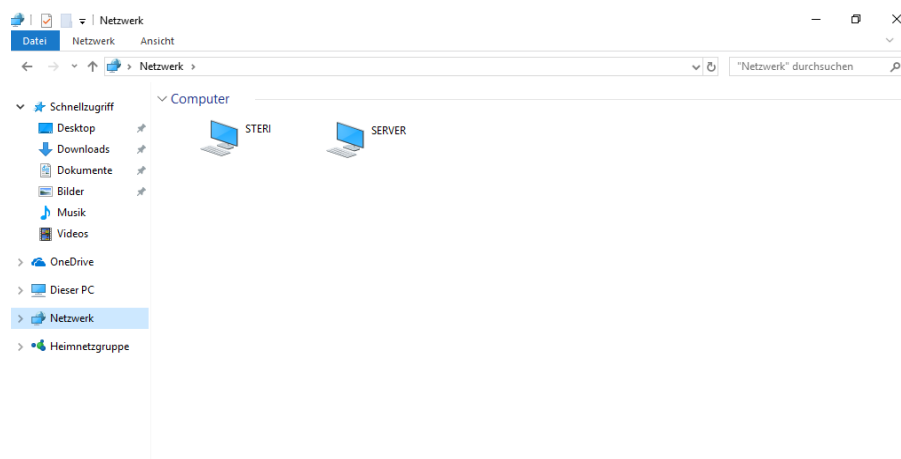 Netzwerk
Datei Netzwerk Ansicht
Netzwerk
"Netzwerk" durchsuchen
Schnellzugriff
Desktop
Downloads
Dokumente
Bilder
Musik
Videos
OneDrive
Dieser PC
Netzwerk
Heimnetzgruppe
Computer
STERI
SERVER